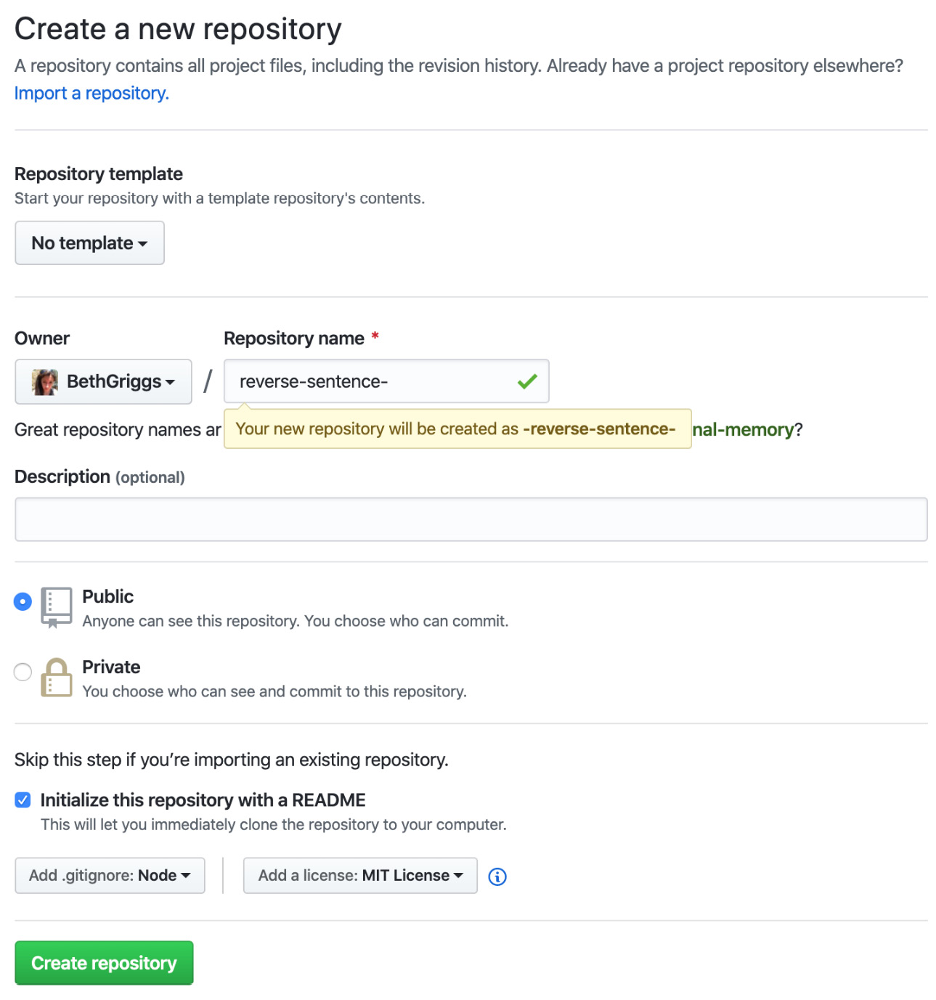 Create a new repository
A repository contains all project files, including the revision history. Already have a project repository elsewhere?
Import a repository.
Repository template
Start your repository with a template repository's contents.
No template
Owner
Repository name *
BethGriggs
/
reverse-sentence-
Great repository names ar
Your new repository will be created as -reverse-sentence-
nal-memory?
Description (optional)
Public
Anyone can see this repository. You choose who can commit.
Private
You choose who can see and commit to this repository.
Skip this step if you’re importing an existing repository.
Initialize this repository with a README
This will let you immediately clone the repository to your computer.
Add .gitignore: Node
Add a license: MIT License
Create repository